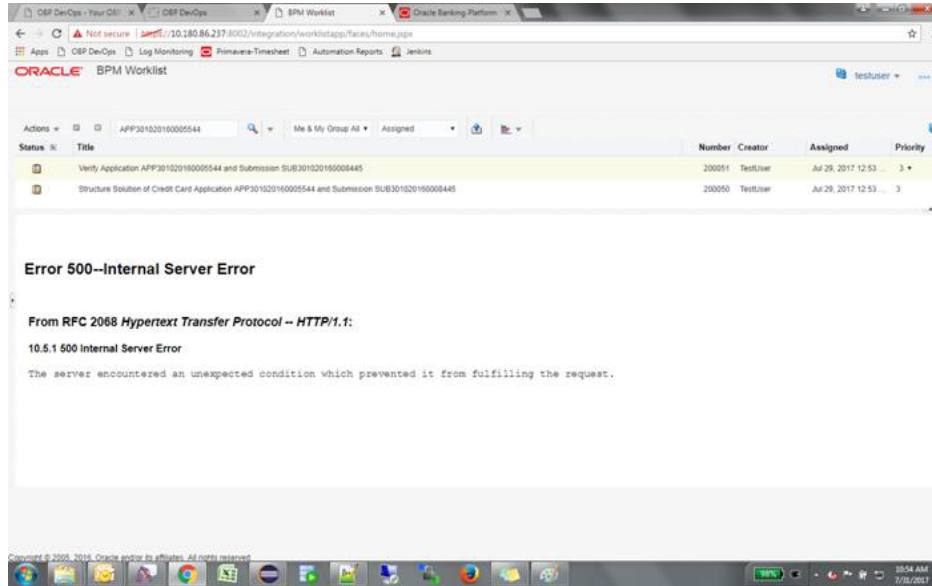 OBP DevOps - Your OBP
OBP DevOps
BPM Worklist
Oracle Banking Platform
Not secure | https://10.180.86.237:8002/integration/worklistapp/faces/home.jspx
Apps OBP DevOps Log Monitoring Primavera-Timesheet Automation Reports Jenkins
ORACLE BPM Worklist
testuser
Actions APP301020160005544 Me & My Group All Assigned
Status Title Number Creator Assigned Priority
Verify Application APP301020160005544 and Submission SUB301020160008445 200051 TestUser Jul 29, 2017 12:53 ... 3
Structure Solution of Credit Card Application APP301020160005544 and Submission SUB301020160008445 200050 TestUser Jul 29, 2017 12:53 ... 3
Error 500--Internal Server Error
From RFC 2068 Hypertext Transfer Protocol -- HTTP/1.1:
10.5.1 500 Internal Server Error
The server encountered an unexpected condition which prevented it from fulfilling the request.
Copyright © 2005, 2016, Oracle and/or its affiliates. All rights reserved.
98%
10:54 AM
7/31/2017